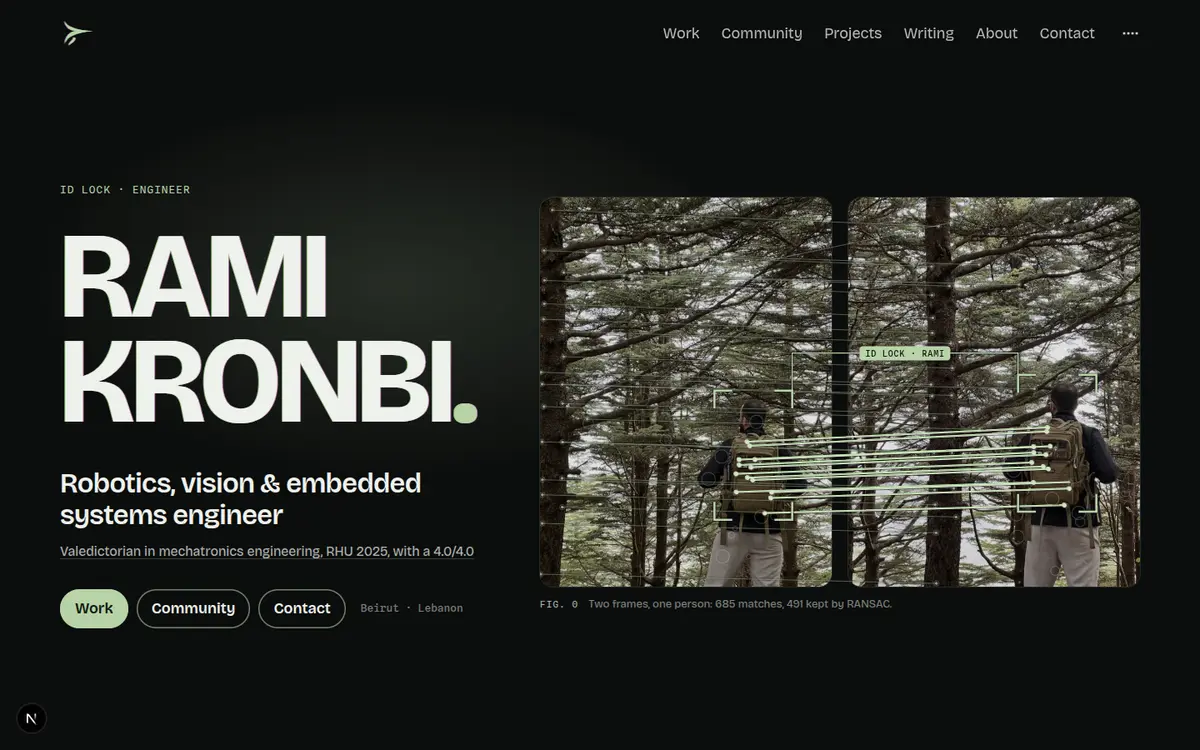 Work Community Projects Writing About Contact
ID LOCK · ENGINEER
RAMI
KRONBI.
Robotics, vision & embedded
systems engineer
Valedictorian in mechatronics engineering, RHU 2025, with a 4.0/4.0
Work Community Contact Beirut · Lebanon
ID LOCK · RAMI
FIG. 0 Two frames, one person: 685 matches, 491 kept by RANSAC.
N